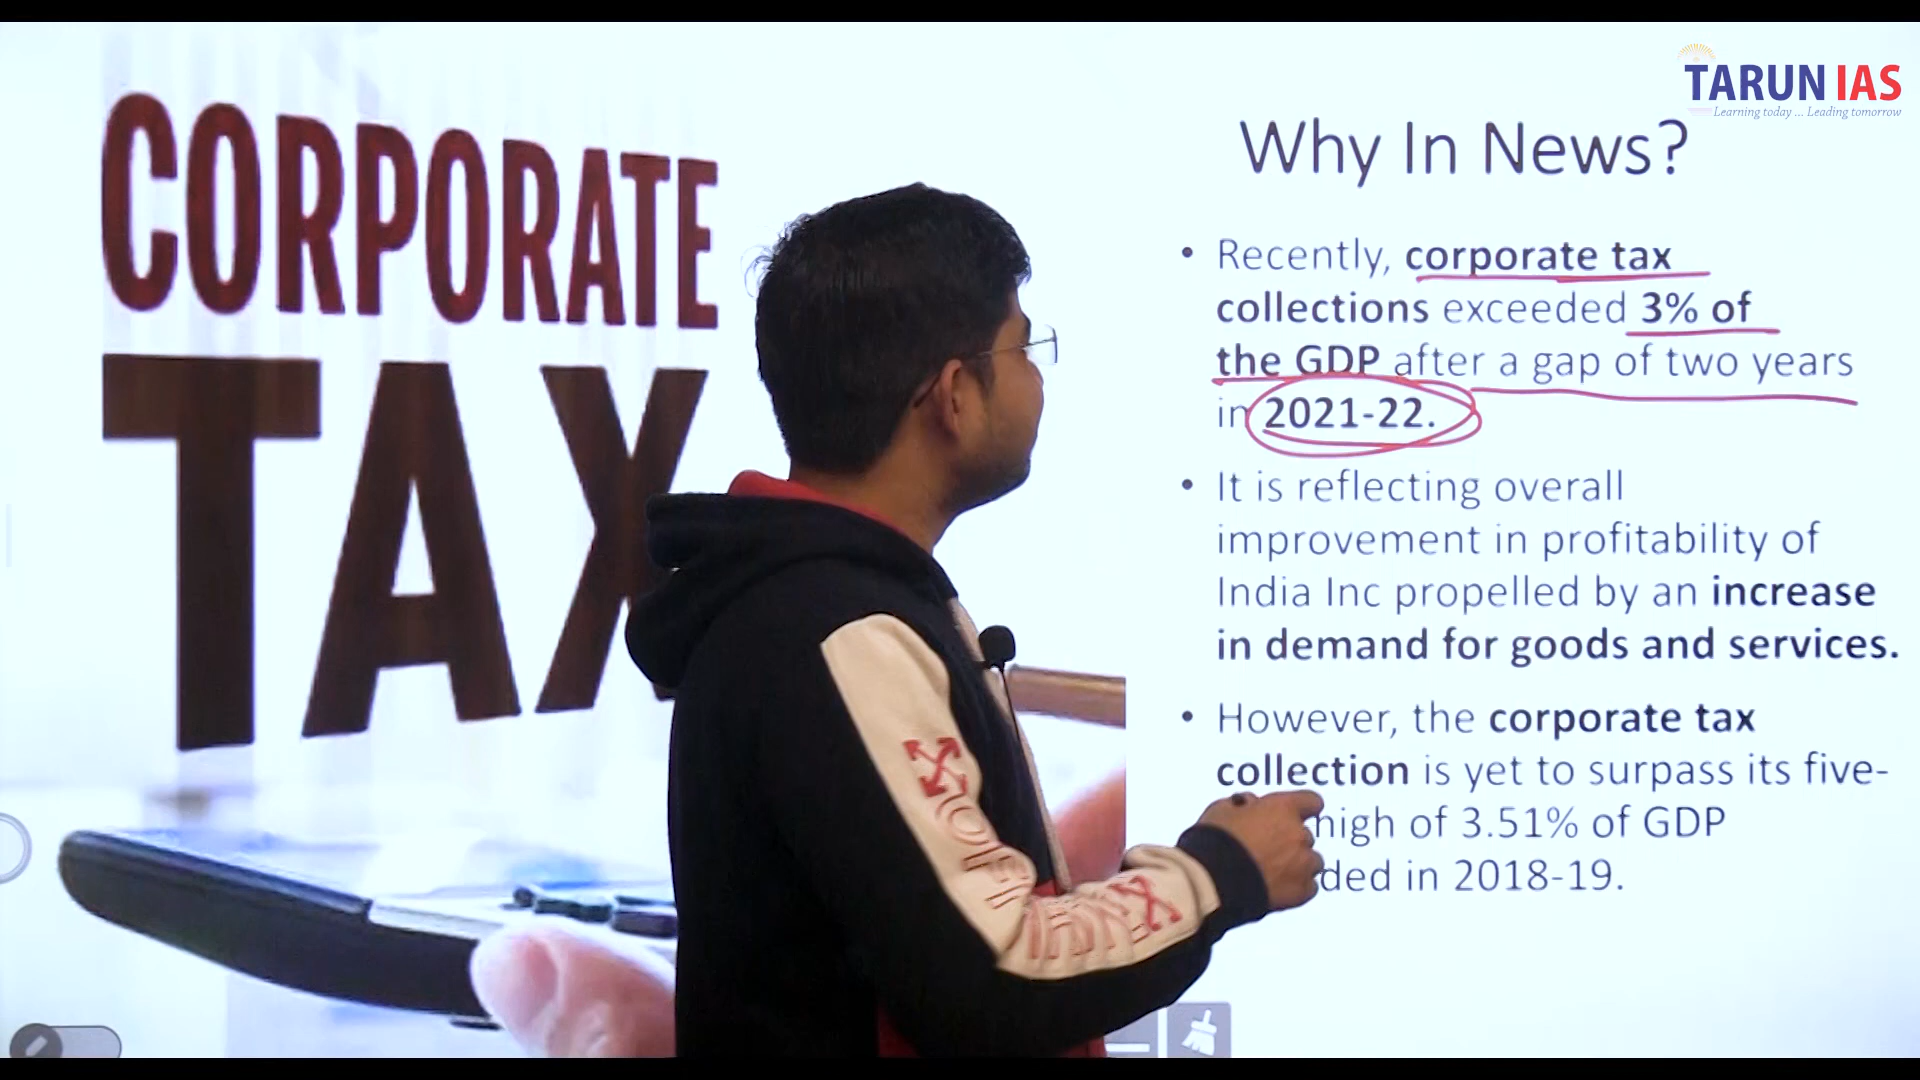 CORPORATE
TAX
TARUN IAS
Learning today ... Leading tomorrow
Why In News?
• Recently, corporate tax
collections exceeded 3% of
the GDP after a gap of two years
in 2021-22.
• It is reflecting overall
improvement in profitability of
India Inc propelled by an increase
in demand for goods and services.
• However, the corporate tax
collection is yet to surpass its five-
high of 3.51% of GDP
ded in 2018-19.